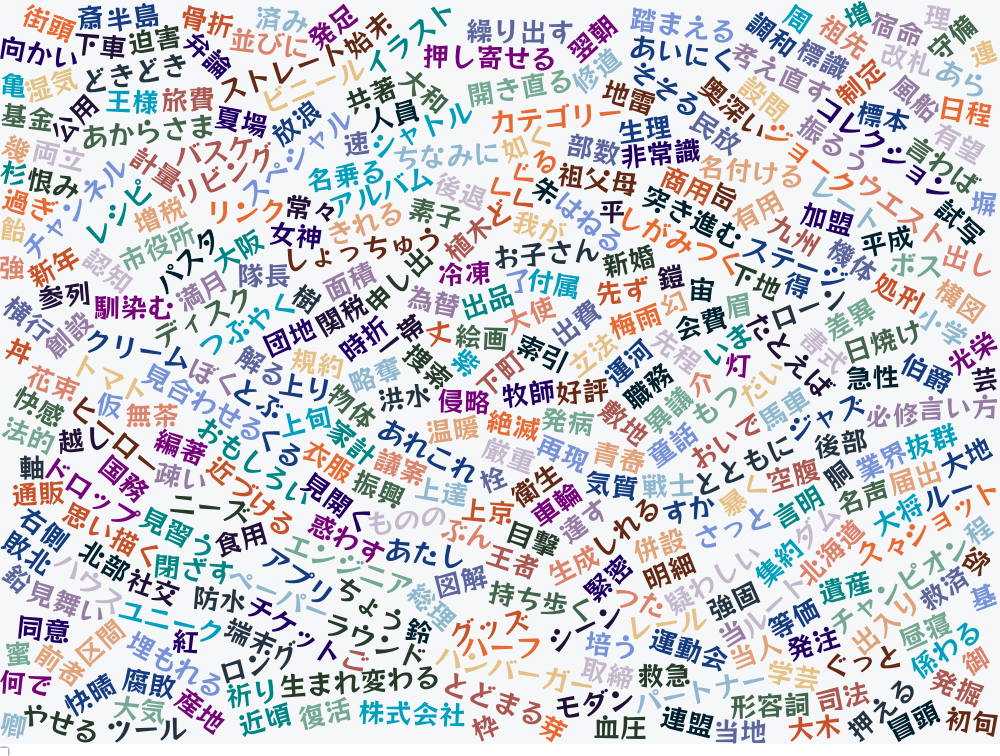 街頭 斎 半島 骨折 済み 発足 繰り出す 翌朝 踏まえる 周 増 宿命 理 守備 連
向かい 下車 迫害 弁論 並びに ストレート 始末 イラスト 押し寄せる あいにく 調和 標識 祖先 改札
亀 湿気 どきどき ビニール 共著 大和 開き直る 修道 そそる 考え直す 設問 制定 風船 あら
基金 公用 王様 旅費 夏場 放浪 人員 地雷 奥深い コレクション 標本 日程
あからさま スペシャル 速 シャトル カテゴリー 生理 民放 ジョーク 振るう 有望
幾 両立 計量 バスケ ちなみに 如く 部数 非常識 名付ける 言わば
杉 恨み チャンネル レシピ リビング 名乗る アルバム 後退 くぐる 朱 祖父母 商用 旨 レート ウエスト 塀
過ぎ 増税 リンク 常々 きれる 素子 植木 と はねる 平 突き進む 有用 加盟 試写
飴 市役所 パスタ 大阪 女神 しょっちゅう 我が しがみつく 九州 機体 平成 ボス 出し
強 新年 認知 隊長 面積 申し出 冷凍 お子さん 新婚 ステージ
参列 馴染む 満月 樹 為替 出品 了 付属 先ず 鎧 宙 下地 得 処刑 構図
横行 創設 ディスク つぶやく 団地 関税 時折 一帯 丈 絵画 大使 出費 梅雨 幻 会費 眉 ローン 差異 小学
丼 クリーム 解る 規約 捜索 紫 下町 索引 立法 運河 先程 いま たとえば 書式 日焼け 光栄
花束 トマト 見合わせる ぼく とぶ 上り 略奪 洪水 侵略 牧師 好評 職務 介 灯 急性 伯爵 芸
快感 ヒーロー 仮 無茶 くる 上旬 物体 家計 あれこれ 温暖 絶滅 発病 敷地 異議 もつ だい 馬車 ジャズ 必修 言い方
法的 越し 編著 おもしろい 衣服 議案 厳重 再現 青春 童話 おいで とともに 後部 業界 抜群
軸 ドロップ 国務 疎い 近づける 見開く 振興 上達 栓 衛生 気質 戦士 空腹 胴 届出 大地
通販 思い描く ニーズ 惑わす ものの 上京 車輪 達す しれる すか 暴く 言明 名声 大将 ルート
右側 見習う 食用 あたし ぶん 目撃 併設 さっと ダム 北海道 久々 ショット
敗北 北部 閉ざす アプリ エンジニア 王者 生成 緊密 明細 疑わしい 集約 程 欲
鉛 ハウス 見舞い 社交 防水 ペーパー ちょう 総理 図解 持ち歩く つた 強固 ルート 遺産 チャンピオン 救済 基
同意 区間 ユニーク 紅 端末 チケット ラウンド 鈴 グッズ シーン レール 当 等価 出入り 昼寝
蜜 前者 埋もれる ロング ご ハーフ 培う 運動会 当人 発注 ぐっと 係わる 御
何で 快晴 腐敗 産地 祈り 生まれ変わる ハンバーガー 取締 救急 パートナー 学芸 司法 発掘
卿 やせる 大気 ツール 近頃 復活 株式会社 とどまる 枠 芽 モダン 血圧 連盟 当地 形容詞 大木 押える 冒頭 初旬